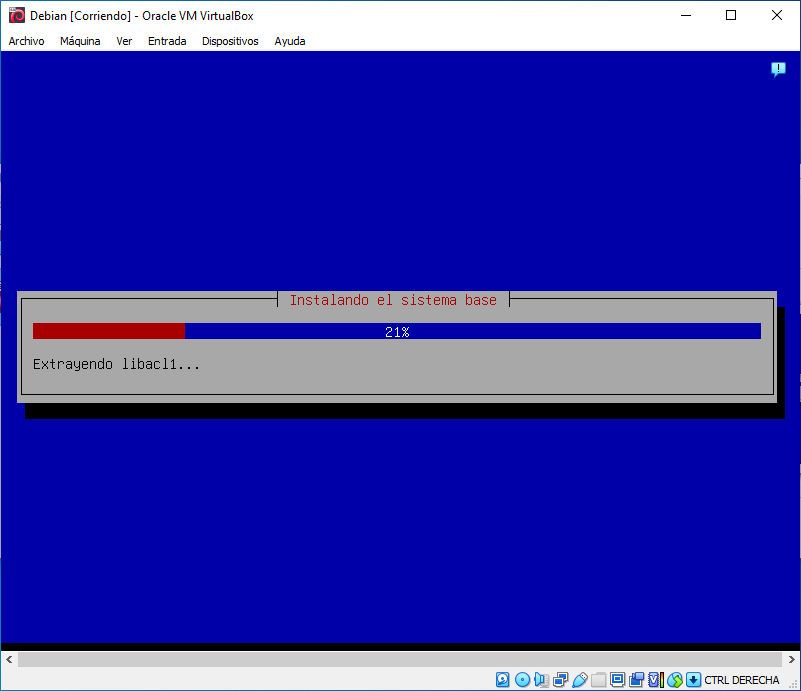 Debian [Corriendo] - Oracle VM VirtualBox
Archivo Máquina Ver Entrada Dispositivos Ayuda
Instalando el sistema base
21%
Extrayendo libacl1...
CTRL DERECHA